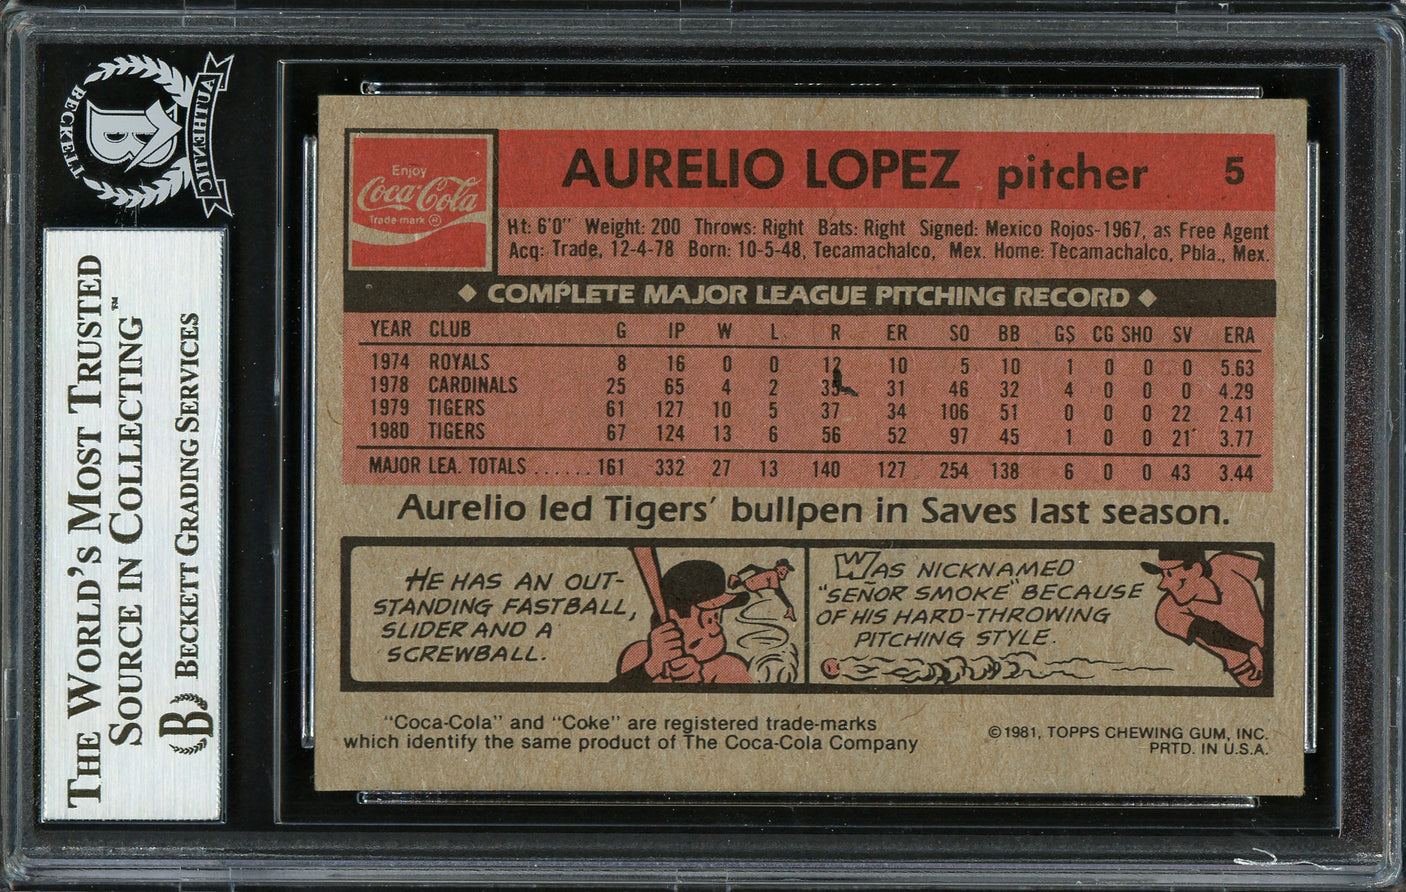 BECKETT
AUTHENTIC
B
THE WORLD'S MOST TRUSTED
SOURCE IN COLLECTING™
BECKETT GRADING SERVICES
B
Enjoy
Coca-Cola
Trade-mark ®
AURELIO LOPEZ pitcher 5
Ht: 6'0" Weight: 200 Throws: Right Bats: Right Signed: Mexico Rojos-1967, as Free Agent
Acq: Trade, 12-4-78 Born: 10-5-48, Tecamachalco, Mex. Home: Tecamachalco, Pbla., Mex.
◆ COMPLETE MAJOR LEAGUE PITCHING RECORD ◆
YEAR CLUB G IP W L R ER SO BB GS CG SHO SV ERA
1974 ROYALS 8 16 0 0 12 10 5 10 1 0 0 0 5.63
1978 CARDINALS 25 65 4 2 35 31 46 32 4 0 0 0 4.29
1979 TIGERS 61 127 10 5 37 34 106 51 0 0 0 22 2.41
1980 TIGERS 67 124 13 6 56 52 97 45 1 0 0 21 3.77
MAJOR LEA. TOTALS ...... 161 332 27 13 140 127 254 138 6 0 0 43 3.44
Aurelio led Tigers' bullpen in Saves last season.
HE HAS AN OUT-
STANDING FASTBALL,
SLIDER AND A
SCREWBALL.
WAS NICKNAMED
"SEÑOR SMOKE" BECAUSE
OF HIS HARD-THROWING
PITCHING STYLE.
"Coca-Cola" and "Coke" are registered trade-marks
which identify the same product of The Coca-Cola Company
©1981, TOPPS CHEWING GUM, INC.
PRTD. IN U.S.A.